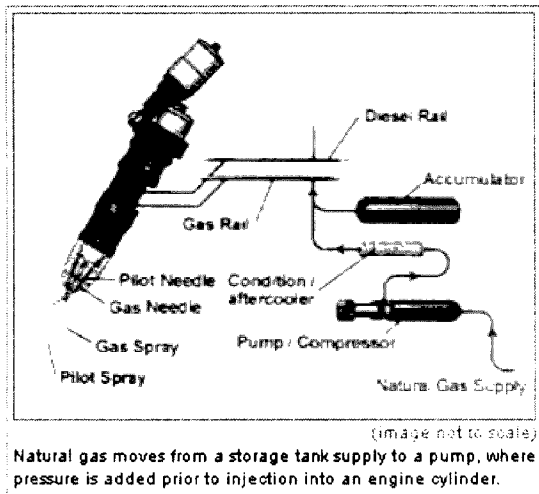 Diesel Rail
Accumulator
Gas Rail
Pilot Needle
Condition /
aftercooler
Gas Needle
Gas Spray
Pump / Compressor
Pilot Spray
Natural Gas Supply
(image not to scale)
Natural gas moves from a storage tank supply to a pump, where
pressure is added prior to injection into an engine cylinder.